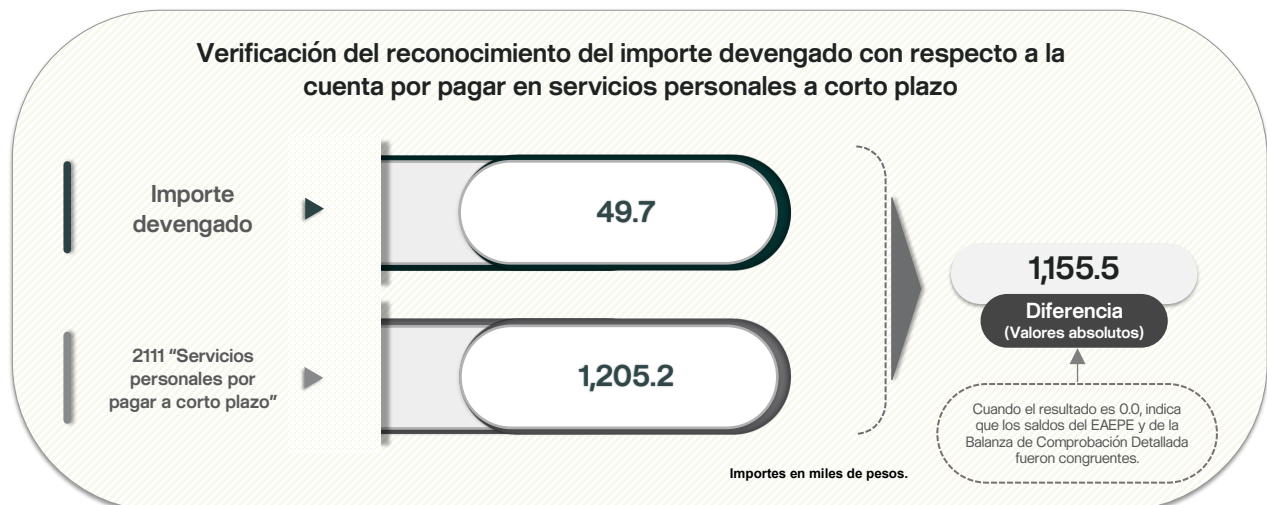 Verificación del reconocimiento del importe devengado con respecto a la
cuenta por pagar en servicios personales a corto plazo
Importe
devengado
49.7
2111 “Servicios
personales por
pagar a corto plazo”
1,205.2
1,155.5
Diferencia
(Valores absolutos)
Cuando el resultado es 0.0, indica
que los saldos del EAEPE y de la
Balanza de Comprobación Detallada
fueron congruentes.
Importes en miles de pesos.